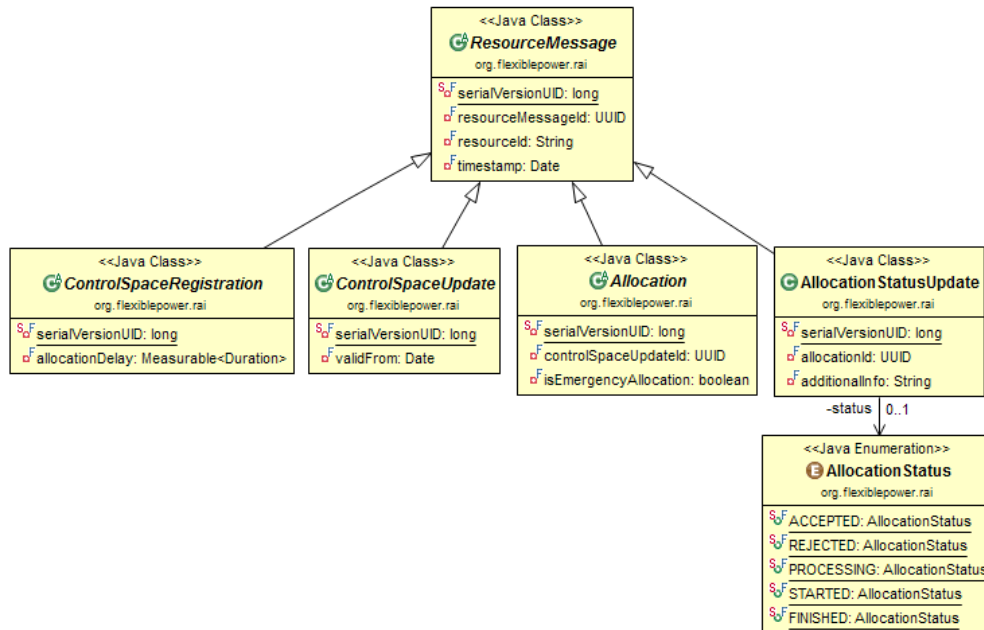 <<Java Class>>
ResourceMessage
org.flexiblepower.rai
serialVersionUID: long
resourceMessageId: UUID
resourceId: String
timestamp: Date
<<Java Class>>
ControlSpaceRegistration
org.flexiblepower.rai
serialVersionUID: long
allocationDelay: Measurable<Duration>
<<Java Class>>
ControlSpaceUpdate
org.flexiblepower.rai
serialVersionUID: long
validFrom: Date
<<Java Class>>
Allocation
org.flexiblepower.rai
serialVersionUID: long
controlSpaceUpdateId: UUID
isEmergencyAllocation: boolean
<<Java Class>>
AllocationStatusUpdate
org.flexiblepower.rai
serialVersionUID: long
allocationId: UUID
additionalInfo: String
-status 0..1
<<Java Enumeration>>
AllocationStatus
org.flexiblepower.rai
ACCEPTED: AllocationStatus
REJECTED: AllocationStatus
PROCESSING: AllocationStatus
STARTED: AllocationStatus
FINISHED: AllocationStatus